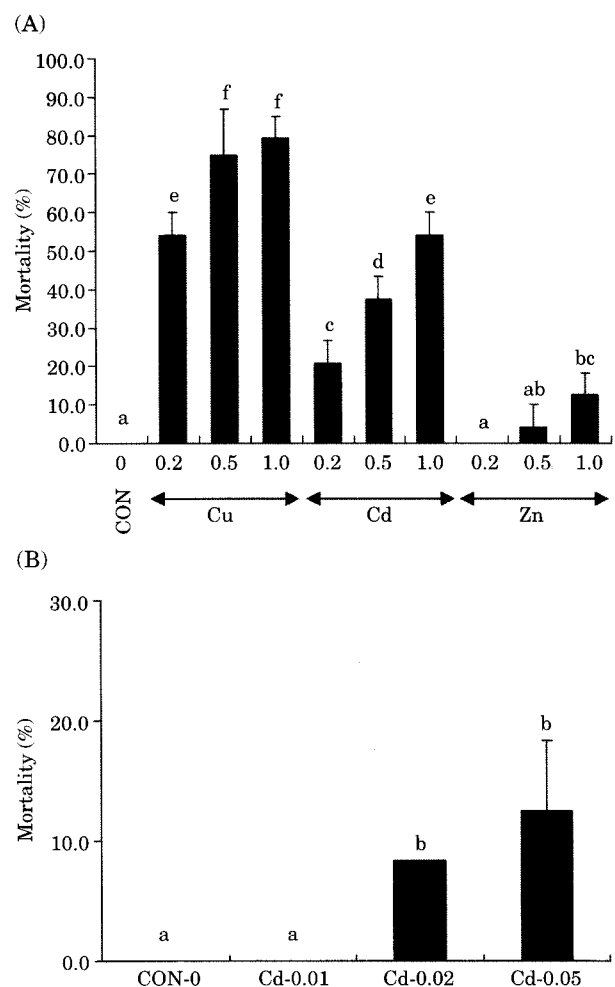 (A)
100.0
90.0
80.0
70.0
60.0
50.0
40.0
30.0
20.0
10.0
0.0
Mortality (%)
a
e
f
f
c
d
e
a
ab
bc
0 0.2 0.5 1.0 0.2 0.5 1.0 0.2 0.5 1.0
CON Cu Cd Zn
(B)
30.0
20.0
10.0
0.0
Mortality (%)
a
a
b
b
CON-0 Cd-0.01 Cd-0.02 Cd-0.05